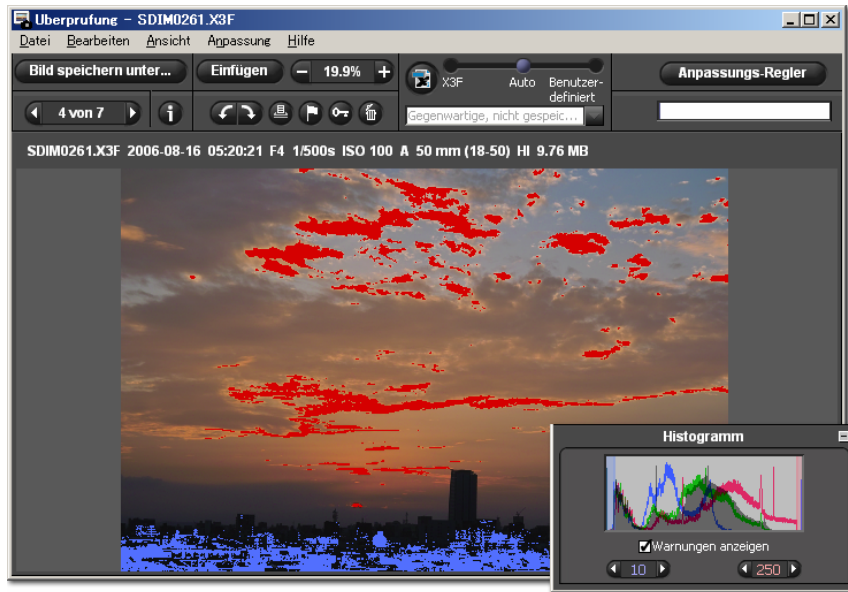 Uberprufung - SDIM0261.X3F
Datei Bearbeiten Ansicht Anpassung Hilfe
Bild speichern unter... Einfügen 19.9% X3F Auto Benutzer-
definiert Anpassungs-Regler
4 von 7 Gegenwartige, nicht gespeic...
SDIM0261.X3F 2006-08-16 05:20:21 F4 1/500s ISO 100 A 50 mm (18-50) HI 9.76 MB
Histogramm
Warnungen anzeigen
10 250